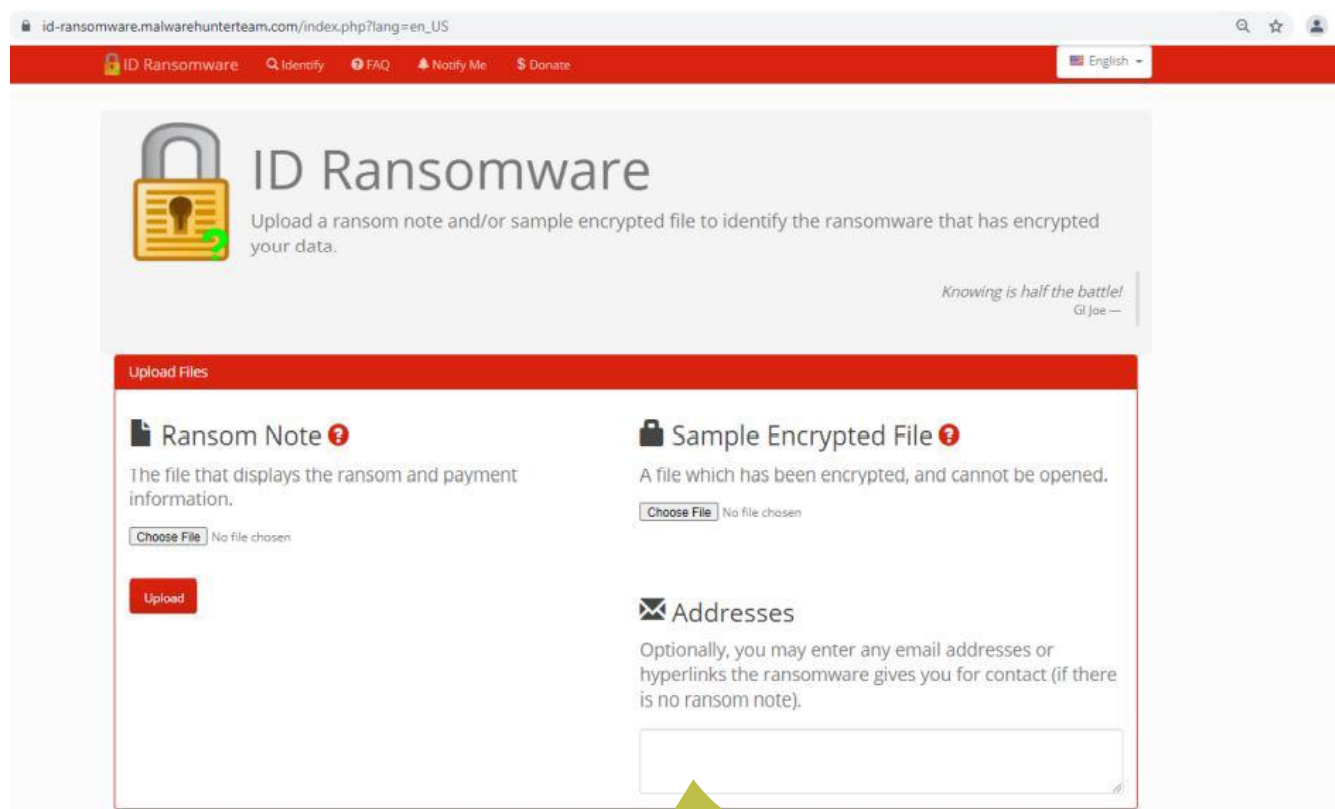 id-ransomware.malwarehunterteam.com/index.php?lang=en_US
ID Ransomware Identify FAQ Notify Me $ Donate English
ID Ransomware
Upload a ransom note and/or sample encrypted file to identify the ransomware that has encrypted
your data.
Knowing is half the battle!
GI Joe —
Upload Files
Ransom Note ?
The file that displays the ransom and payment
information.
Choose File No file chosen
Upload
Sample Encrypted File ?
A file which has been encrypted, and cannot be opened.
Choose File No file chosen
Addresses
Optionally, you may enter any email addresses or
hyperlinks the ransomware gives you for contact (if there
is no ransom note).